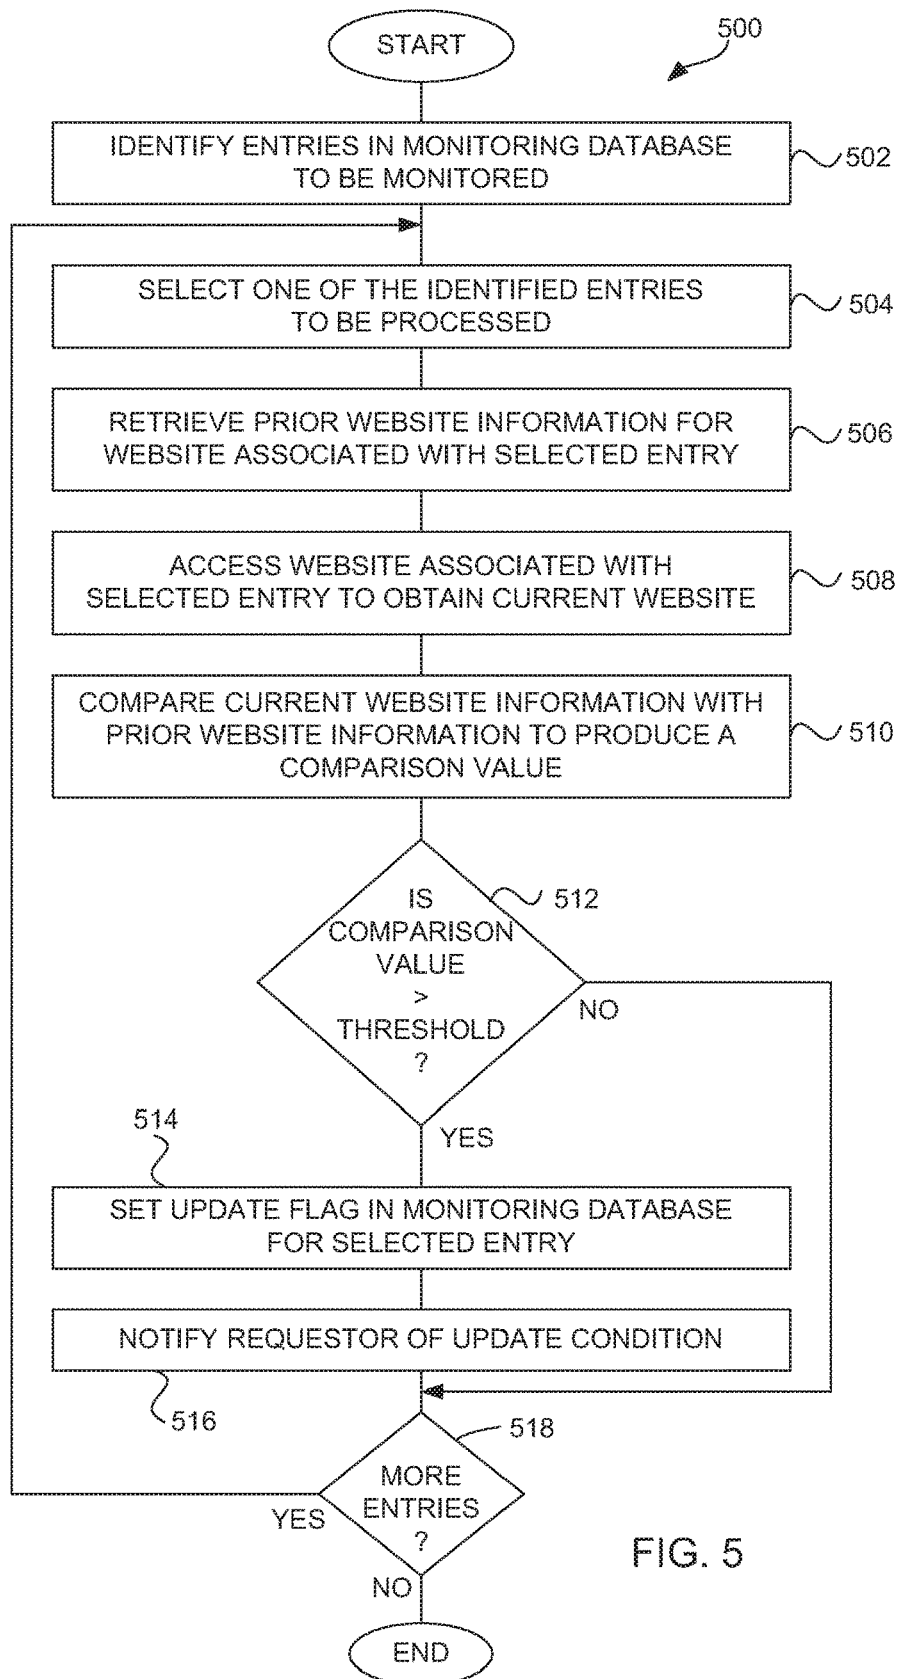 START
500
IDENTIFY ENTRIES IN MONITORING DATABASE
TO BE MONITORED
502
SELECT ONE OF THE IDENTIFIED ENTRIES
TO BE PROCESSED
504
RETRIEVE PRIOR WEBSITE INFORMATION FOR
WEBSITE ASSOCIATED WITH SELECTED ENTRY
506
ACCESS WEBSITE ASSOCIATED WITH
SELECTED ENTRY TO OBTAIN CURRENT WEBSITE
508
COMPARE CURRENT WEBSITE INFORMATION WITH
PRIOR WEBSITE INFORMATION TO PRODUCE A
COMPARISON VALUE
510
IS
COMPARISON
VALUE
>
THRESHOLD
?
512
NO
YES
514
SET UPDATE FLAG IN MONITORING DATABASE
FOR SELECTED ENTRY
NOTIFY REQUESTOR OF UPDATE CONDITION
516
518
MORE
ENTRIES
?
YES
NO
FIG. 5
END